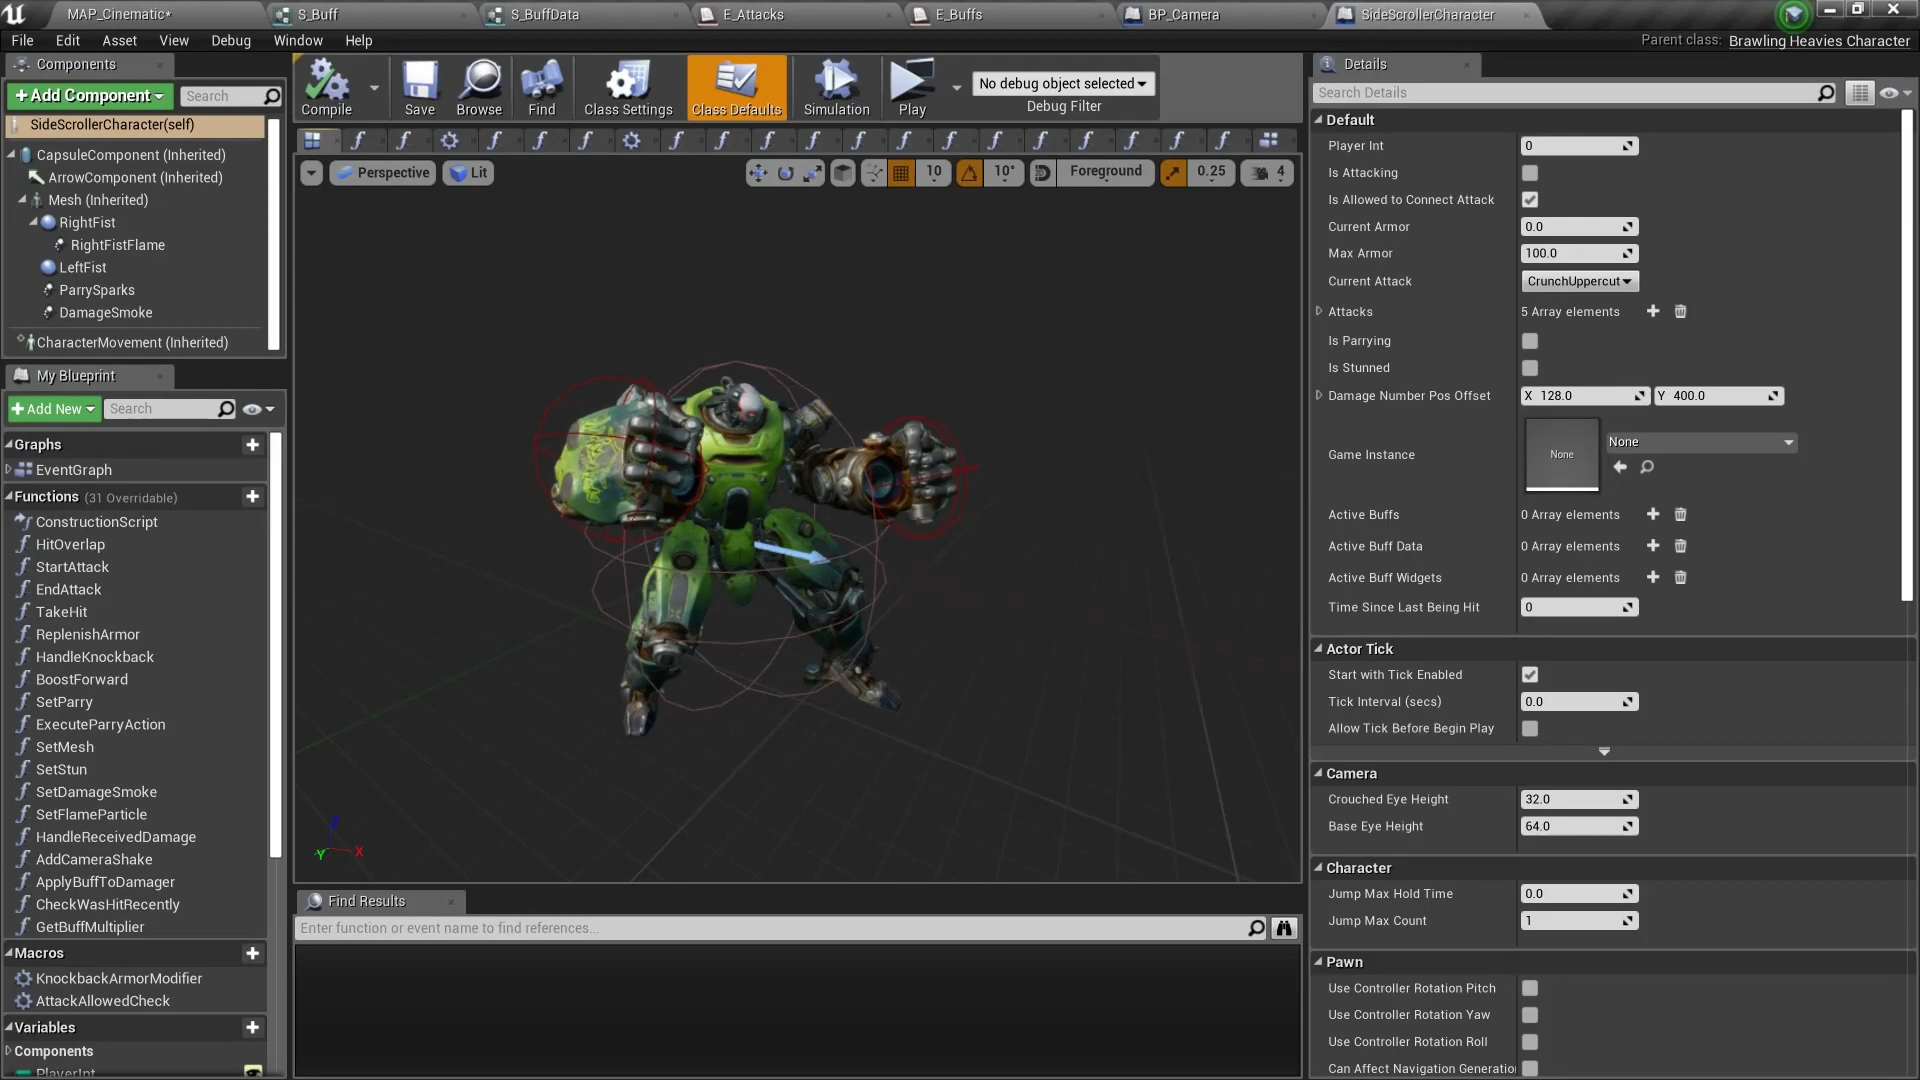 MAP_Cinematic*
S_Buff
S_BuffData
E_Attacks
E_Buffs
BP_Camera
SideScrollerCharacter
File Edit Asset View Debug Window Help
Parent class: Brawling Heavies Character
Components
+Add Component
Search
SideScrollerCharacter(self)
CapsuleComponent (Inherited)
ArrowComponent (Inherited)
Mesh (Inherited)
RightFist
RightFistFlame
LeftFist
ParrySparks
DamageSmoke
CharacterMovement (Inherited)
My Blueprint
+Add New
Search
Graphs
EventGraph
Functions (31 Overridable)
ConstructionScript
HitOverlap
StartAttack
EndAttack
TakeHit
ReplenishArmor
HandleKnockback
BoostForward
SetParry
ExecuteParryAction
SetMesh
SetStun
SetDamageSmoke
SetFlameParticle
HandleReceivedDamage
AddCameraShake
ApplyBuffToDamager
CheckWasHitRecently
GetBuffMultiplier
Macros
KnockbackArmorModifier
AttackAllowedCheck
Variables
Components
PlayerInt
Compile
Save
Browse
Find
Class Settings
Class Defaults
Simulation
Play
No debug object selected
Debug Filter
Perspective
Lit
10
10°
Foreground
0.25
4
Z
Y
X
Find Results
Enter function or event name to find references...
Details
Search Details
Default
Player Int 0
Is Attacking
Is Allowed to Connect Attack
Current Armor 0.0
Max Armor 100.0
Current Attack CrunchUppercut
Attacks 5 Array elements
Is Parrying
Is Stunned
Damage Number Pos Offset X 128.0 Y 400.0
Game Instance None None
Active Buffs 0 Array elements
Active Buff Data 0 Array elements
Active Buff Widgets 0 Array elements
Time Since Last Being Hit 0
Actor Tick
Start with Tick Enabled
Tick Interval (secs) 0.0
Allow Tick Before Begin Play
Camera
Crouched Eye Height 32.0
Base Eye Height 64.0
Character
Jump Max Hold Time 0.0
Jump Max Count 1
Pawn
Use Controller Rotation Pitch
Use Controller Rotation Yaw
Use Controller Rotation Roll
Can Affect Navigation Generatio